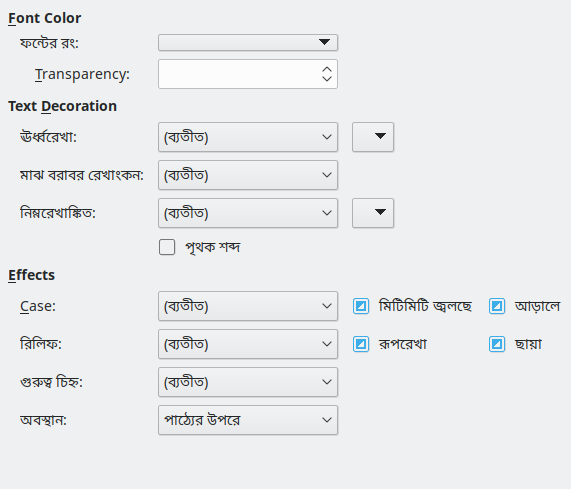 Font Color
ফন্টের রং:
Transparency:
Text Decoration
ঊর্ধ্বরেখা: (ব্যতীত)
মাঝ বরাবর রেখাংকন: (ব্যতীত)
নিম্নরেখাঙ্কিত: (ব্যতীত)
পৃথক শব্দ
Effects
Case: (ব্যতীত) মিটিমিটি জ্বলছে আড়ালে
রিলিফ: (ব্যতীত) রূপরেখা ছায়া
গুরুত্ব চিহ্ন: (ব্যতীত)
অবস্থান: পাঠ্যের উপরে